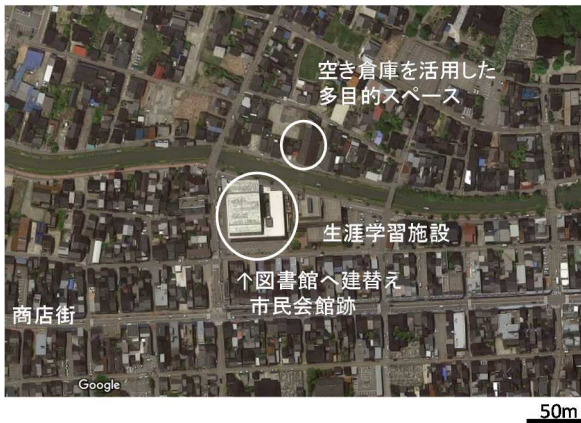 空き倉庫を活用した
多目的スペース
生涯学習施設
↑図書館へ建替え
市民会館跡
商店街
Google
50m